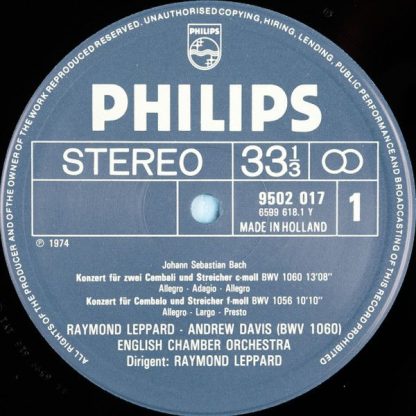 ALL RIGHTS OF THE PRODUCER AND OF THE OWNER OF THE WORK REPRODUCED RESERVED. UNAUTHORISED COPYING, HIRING, LENDING, PUBLIC PERFORMANCE AND BROADCASTING OF THIS RECORD PROHIBITED
PHILIPS
PHILIPS
STEREO
33 1/3
9502 017
6599 618.1 Y
MADE IN HOLLAND
1
℗ 1974
Johann Sebastian Bach
Konzert für zwei Cembali und Streicher c-moll BWV 1060 13'08"
Allegro - Adagio - Allegro
Konzert für Cembalo und Streicher f-moll BWV 1056 10'10"
Allegro - Largo - Presto
RAYMOND LEPPARD - ANDREW DAVIS (BWV 1060)
ENGLISH CHAMBER ORCHESTRA
Dirigent: RAYMOND LEPPARD